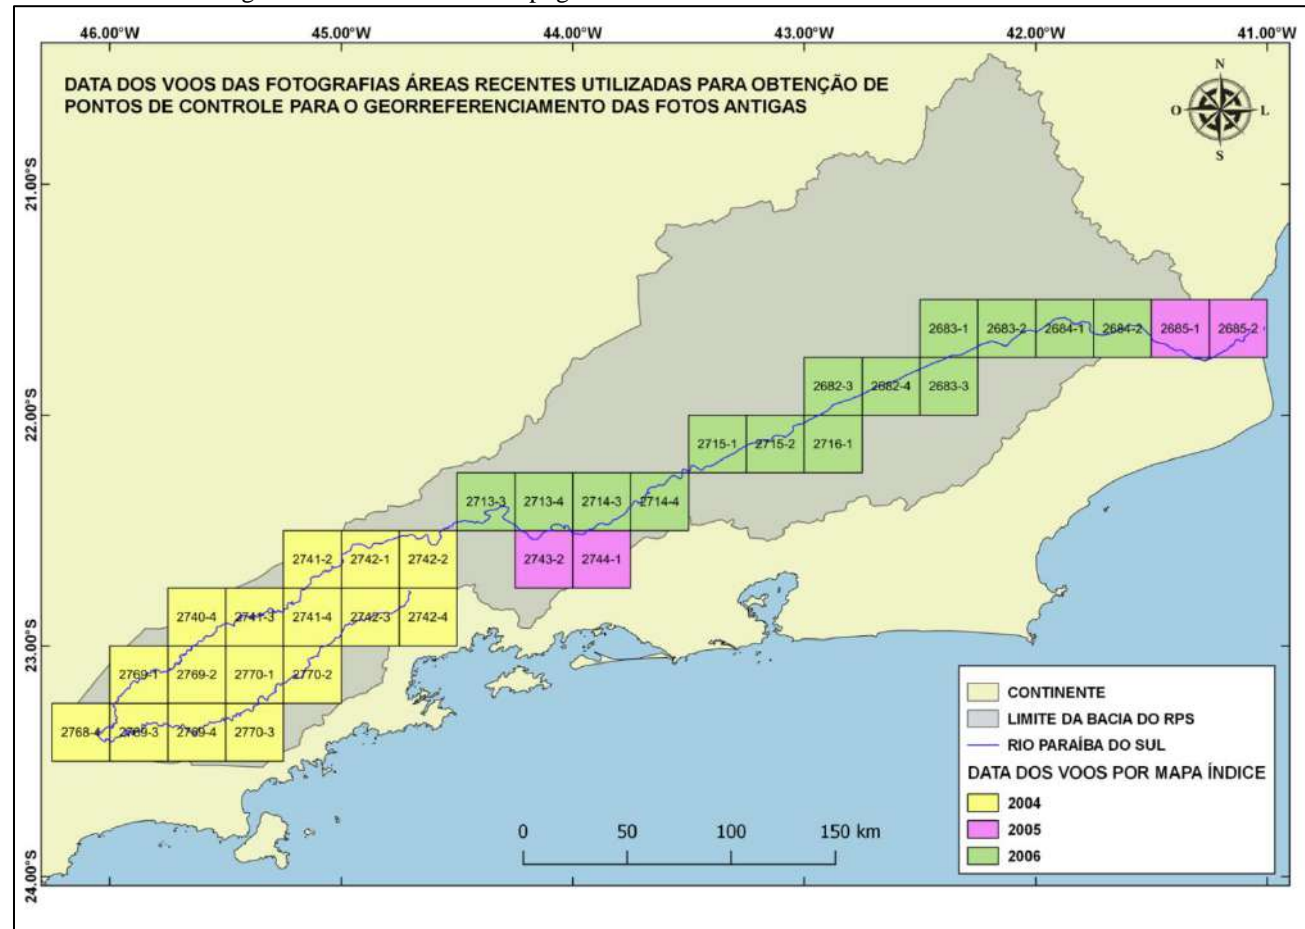 46.00°W 45.00°W 44.00°W 43.00°W 42.00°W 41.00°W
DATA DOS VOOS DAS FOTOGRAFIAS ÁREAS RECENTES UTILIZADAS PARA OBTENÇÃO DE
PONTOS DE CONTROLE PARA O GEORREFERENCIAMENTO DAS FOTOS ANTIGAS
N
O L
S
21.00°S
22.00°S
23.00°S
24.00°S
2683-1 2683-2 2684-1 2684-2 2685-1 2685-2
2682-3 2682-4 2683-3
2715-1 2715-2 2716-1
2713-3 2713-4 2714-3 2714-4
2741-2 2742-1 2742-2 2743-2 2744-1
2740-4 2741-3 2741-4 2742-3 2742-4
2769-1 2769-2 2770-1 2770-2
2768-4 2769-3 2769-4 2770-3
CONTINENTE
LIMITE DA BACIA DO RPS
RIO PARAÍBA DO SUL
DATA DOS VOOS POR MAPA ÍNDICE
2004
2005
2006
0 50 100 150 km